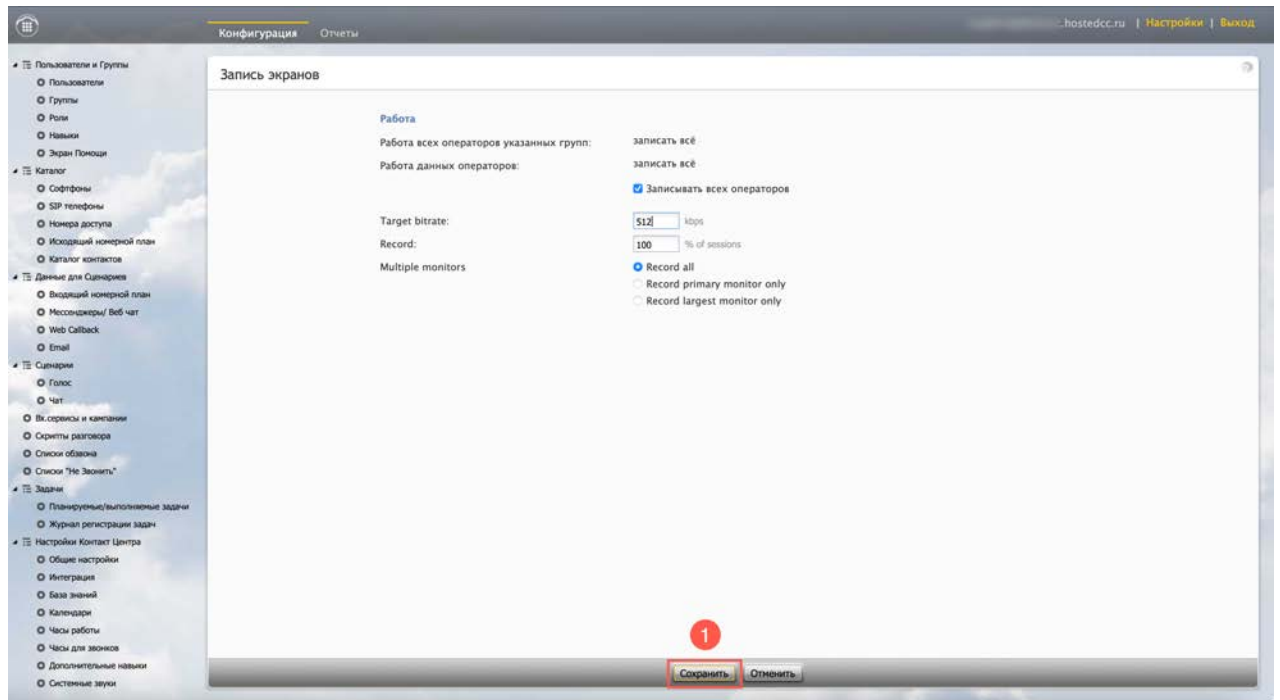 Конфигурация Отчеты .hostedcc.ru | Настройки | Выход
Пользователи и Группы
Пользователи
Группы
Роли
Навыки
Экран Помощи
Каталог
Софтфоны
SIP телефоны
Номера доступа
Исходящий номерной план
Каталог контактов
Данные для Сценариев
Входящий номерной план
Мессенджеры/ Веб чат
Web Callback
Email
Сценарии
Голос
Чат
Вх.сервисы и кампании
Скрипты разговора
Списки обзвона
Списки "Не Звонить"
Задачи
Планируемые/выполняемые задачи
Журнал регистрации задач
Настройки Контакт Центра
Общие настройки
Интеграция
База знаний
Календари
Часы работы
Часы для звонков
Дополнительные навыки
Системные звуки
Запись экранов
Работа
Работа всех операторов указанных групп: записать всё
Работа данных операторов: записать всё
Записывать всех операторов
Target bitrate: 512 kbps
Record: 100 % of sessions
Multiple monitors Record all
Record primary monitor only
Record largest monitor only
1
Сохранить Отменить